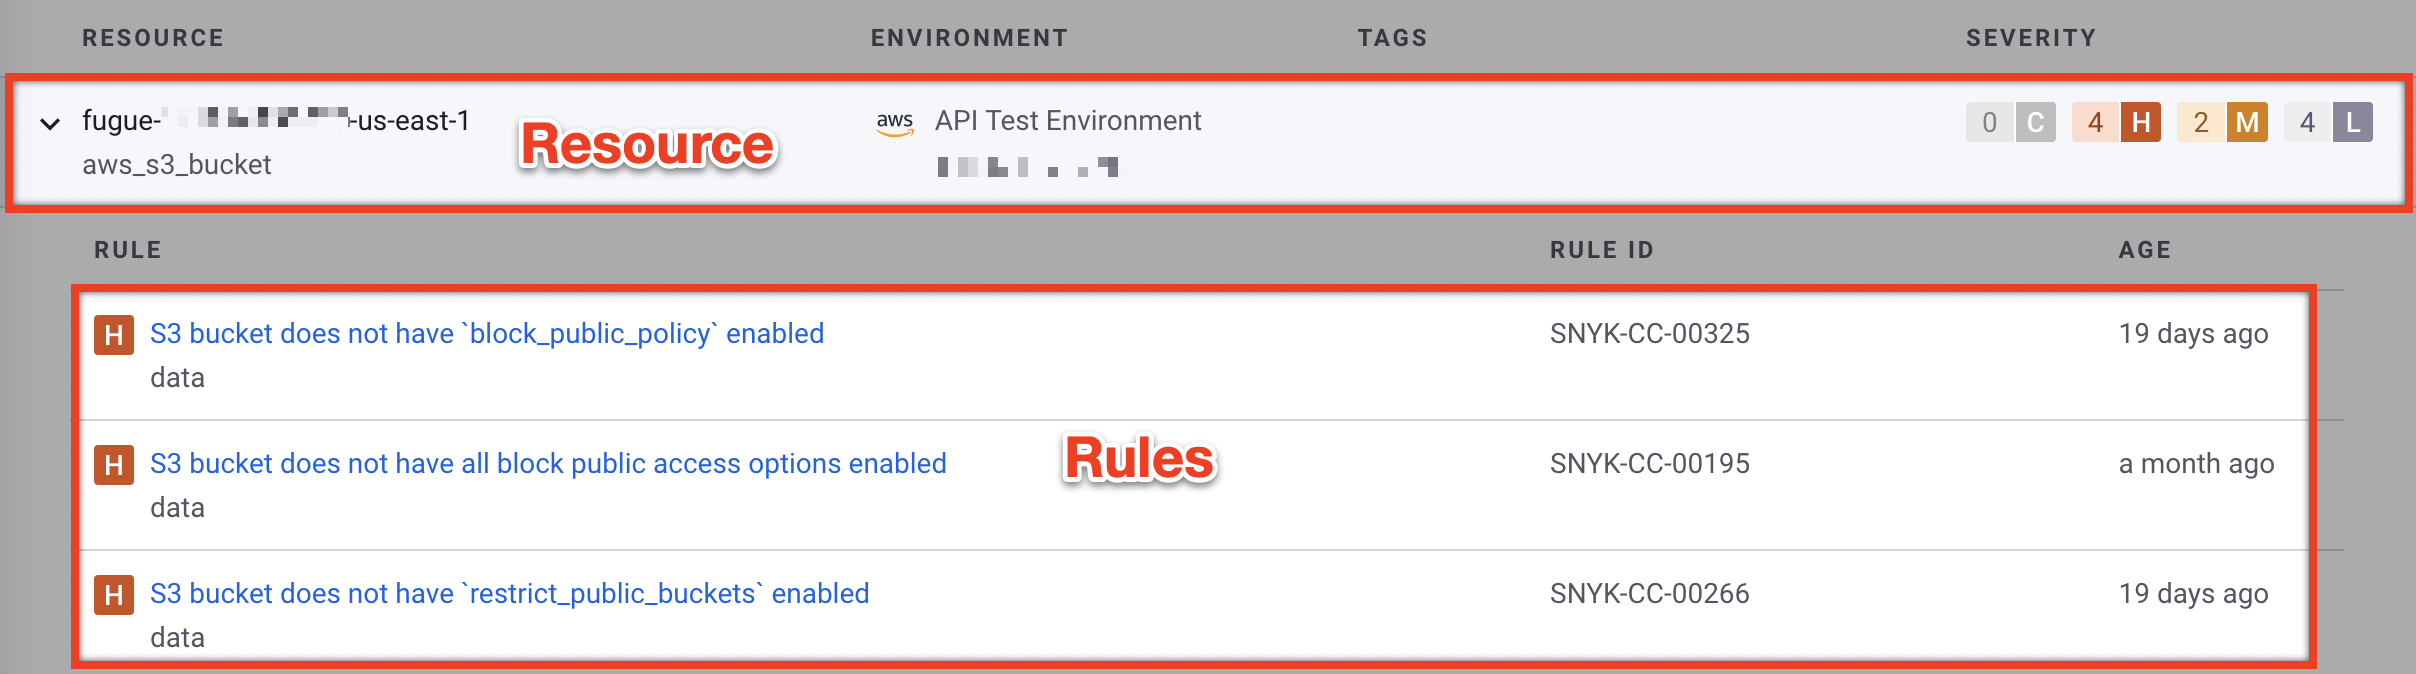 RESOURCE ENVIRONMENT TAGS SEVERITY
fugue- -us-east-1 aws API Test Environment 0 C 4 H 2 M 4 L
Resource
aws_s3_bucket
RULE RULE ID AGE
H S3 bucket does not have `block_public_policy` enabled SNYK-CC-00325 19 days ago
data
H S3 bucket does not have all block public access options enabled SNYK-CC-00195 a month ago
Rules
data
H S3 bucket does not have `restrict_public_buckets` enabled SNYK-CC-00266 19 days ago
data